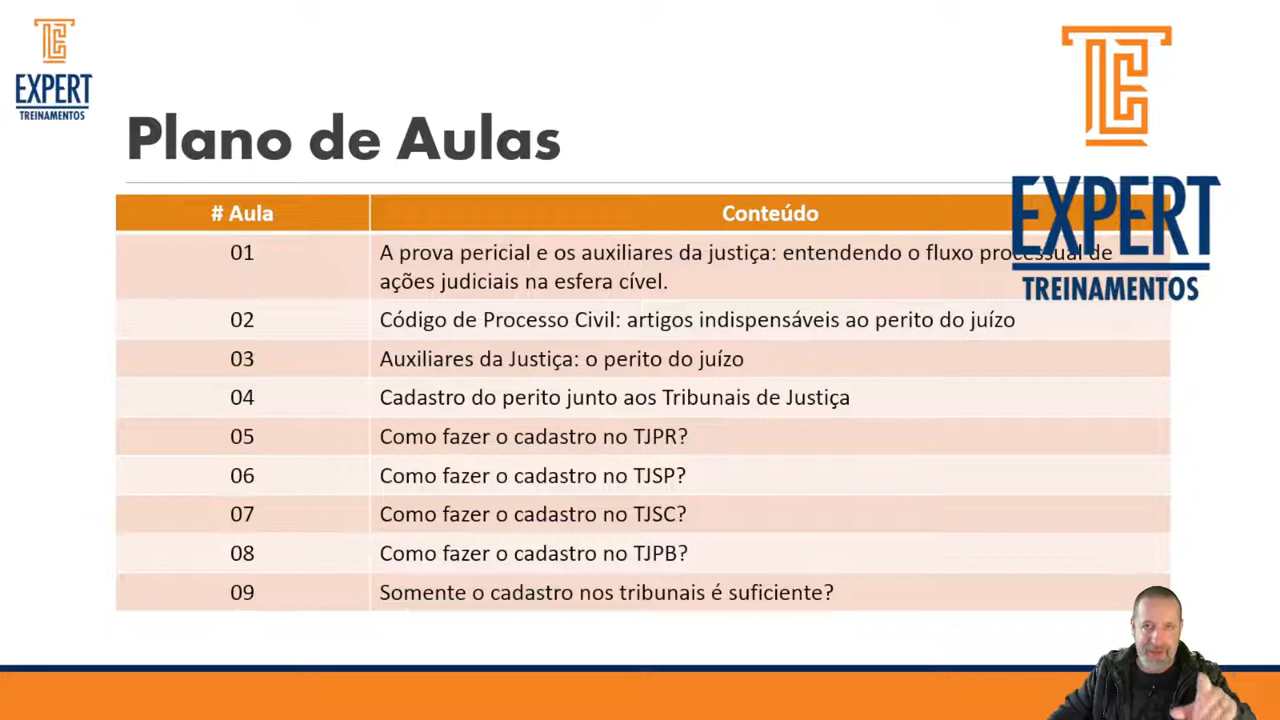 EXPERT
TREINAMENTOS
Plano de Aulas
EXPERT
TREINAMENTOS
# Aula Conteúdo
01 A prova pericial e os auxiliares da justiça: entendendo o fluxo processual de
ações judiciais na esfera cível.
02 Código de Processo Civil: artigos indispensáveis ao perito do juízo
03 Auxiliares da Justiça: o perito do juízo
04 Cadastro do perito junto aos Tribunais de Justiça
05 Como fazer o cadastro no TJPR?
06 Como fazer o cadastro no TJSP?
07 Como fazer o cadastro no TJSC?
08 Como fazer o cadastro no TJPB?
09 Somente o cadastro nos tribunais é suficiente?